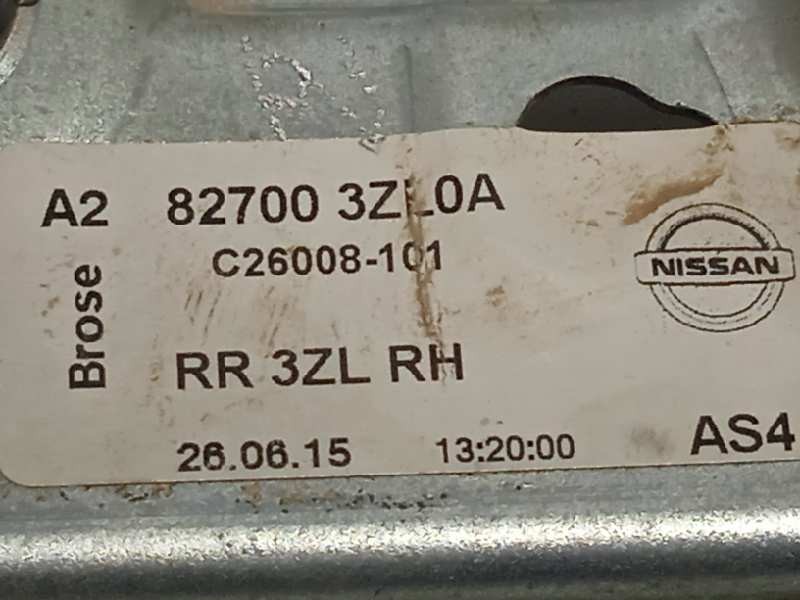 A2 82700 3ZL0A
C26008-101
Brose
NISSAN
RR 3ZL RH
26.06.15 13:20:00 AS4